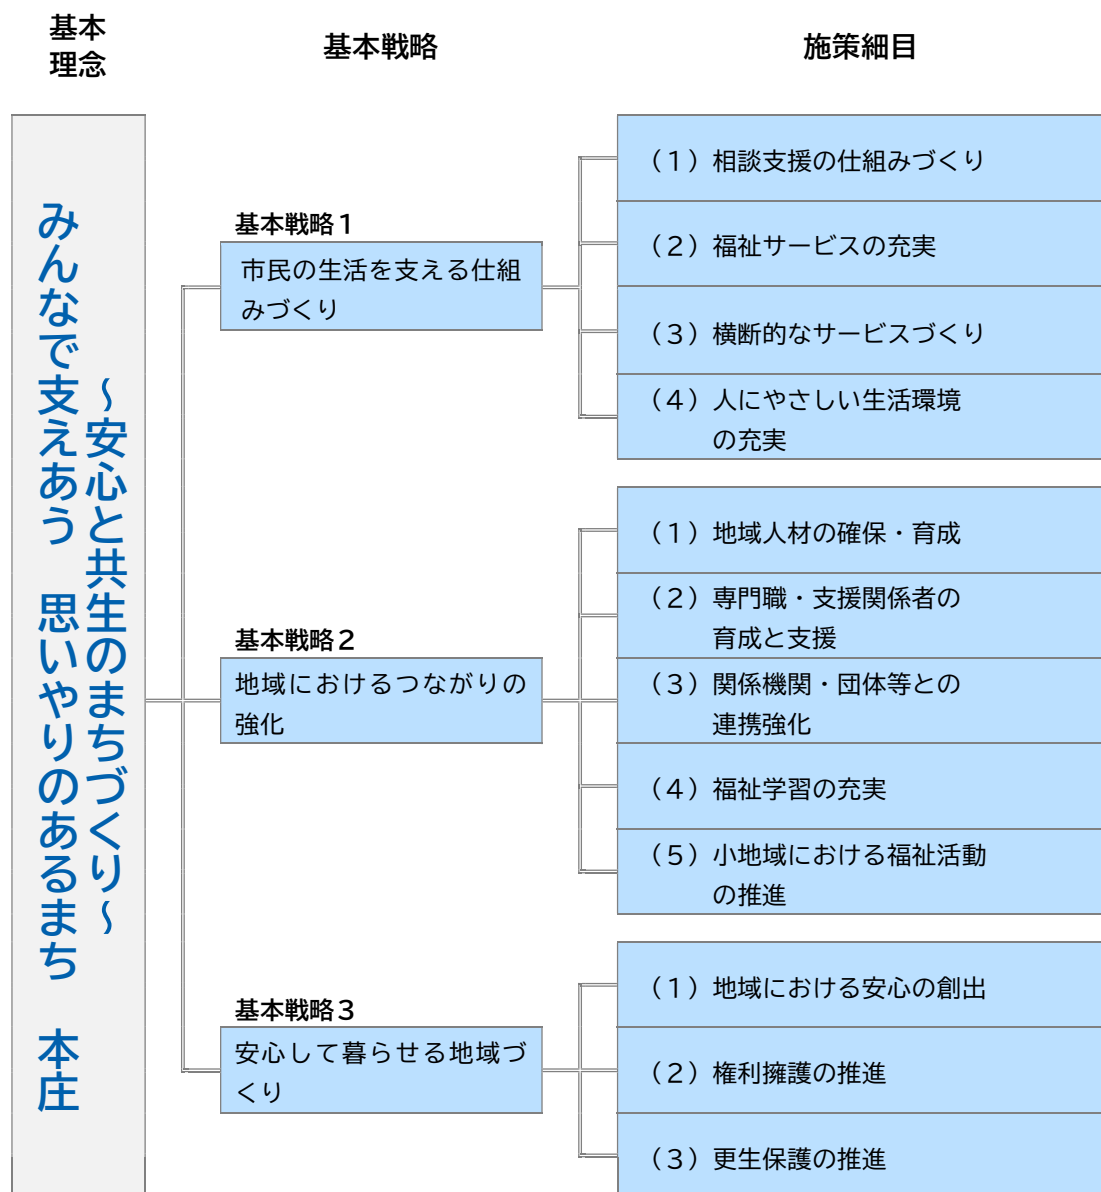 基本
理念
基本戦略
施策細目
みんなで支えあう　思いやりのあるまち　本庄
～安心と共生のまちづくり～
基本戦略１
市民の生活を支える仕組
みづくり
（１）相談支援の仕組みづくり
（２）福祉サービスの充実
（３）横断的なサービスづくり
（４）人にやさしい生活環境
の充実
基本戦略２
地域におけるつながりの
強化
（１）地域人材の確保・育成
（２）専門職・支援関係者の
育成と支援
（３）関係機関・団体等との
連携強化
（４）福祉学習の充実
（５）小地域における福祉活動
の推進
基本戦略３
安心して暮らせる地域づ
くり
（１）地域における安心の創出
（２）権利擁護の推進
（３）更生保護の推進